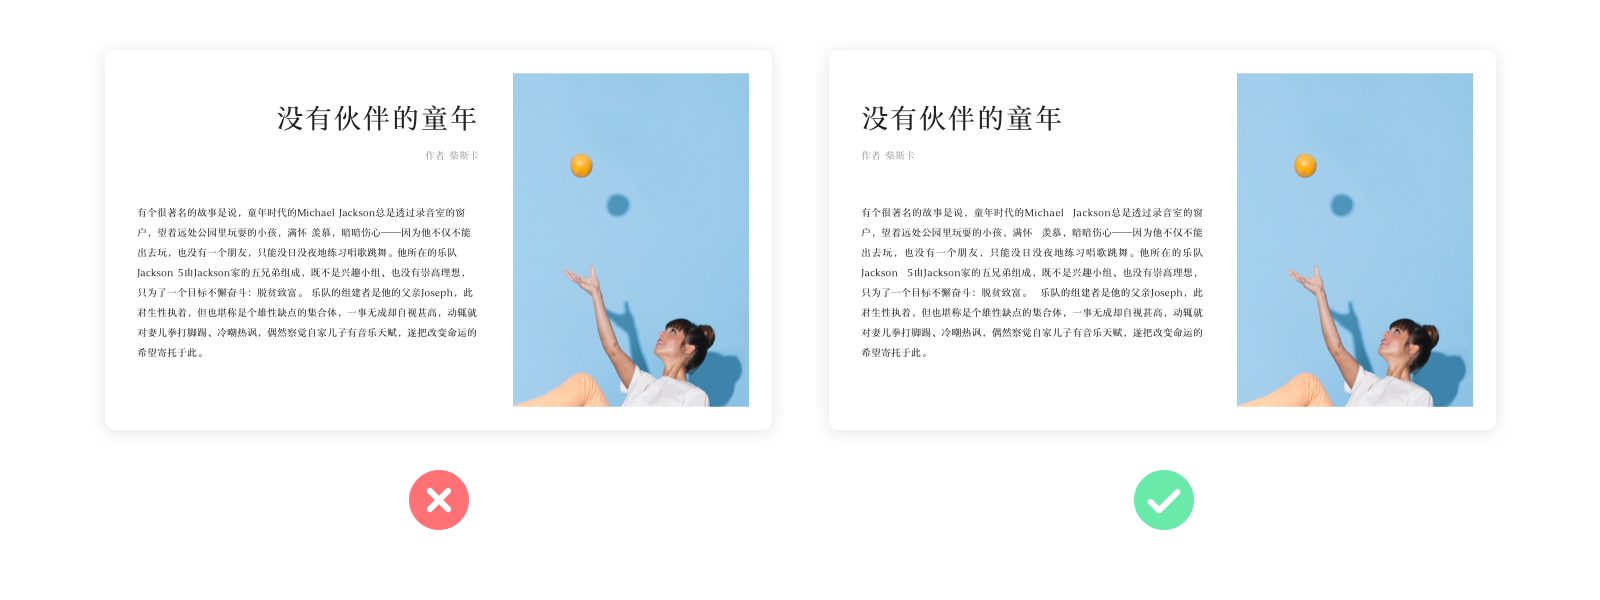 没有伙伴的童年
作者 柴斯卡
有个很著名的故事是说，童年时代的Michael Jackson总是透过录音室的窗
户，望着远处公园里玩耍的小孩，满怀 羡慕，暗暗伤心——因为他不仅不能
出去玩，也没有一个朋友，只能没日没夜地练习唱歌跳舞。他所在的乐队
Jackson 5由Jackson家的五兄弟组成，既不是兴趣小组、也没有崇高理想，
只为了一个目标不懈奋斗：脱贫致富。 乐队的组建者是他的父亲Joseph，此
君生性执着，但也堪称是个雄性缺点的集合体，一事无成却自视甚高，动辄就
对妻儿拳打脚踢、冷嘲热讽，偶然察觉自家儿子有音乐天赋，遂把改变命运的
希望寄托于此。
没有伙伴的童年
作者 柴斯卡
有个很著名的故事是说，童年时代的Michael Jackson总是透过录音室的窗
户，望着远处公园里玩耍的小孩，满怀 羡慕，暗暗伤心——因为他不仅不能
出去玩，也没有一个朋友，只能没日没夜地练习唱歌跳舞。他所在的乐队
Jackson 5由Jackson家的五兄弟组成，既不是兴趣小组、也没有崇高理想，
只为了一个目标不懈奋斗：脱贫致富。 乐队的组建者是他的父亲Joseph，此
君生性执着，但也堪称是个雄性缺点的集合体，一事无成却自视甚高，动辄就
对妻儿拳打脚踢、冷嘲热讽，偶然察觉自家儿子有音乐天赋，遂把改变命运的
希望寄托于此。